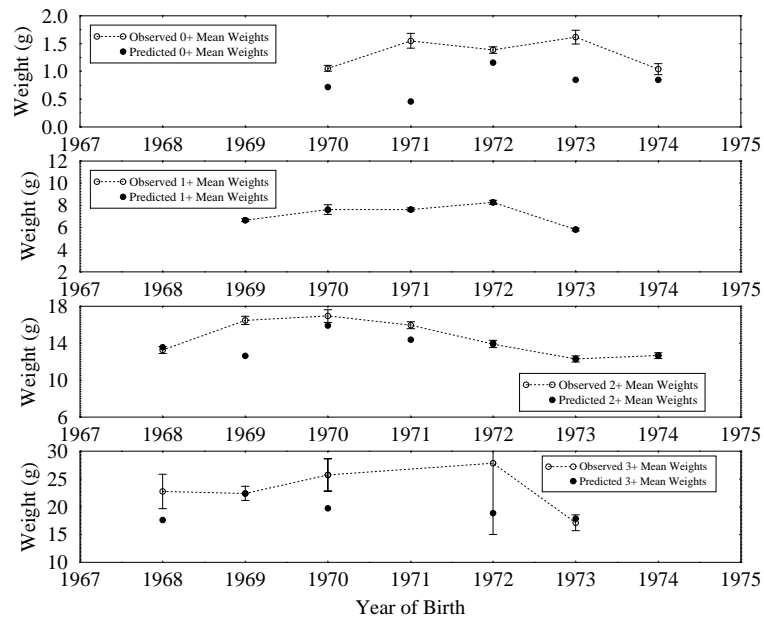 2.0
1.5
1.0
0.5
0.0
Weight (g)
Observed 0+ Mean Weights
Predicted 0+ Mean Weights
1967 1968 1969 1970 1971 1972 1973 1974 1975
12
10
8
6
4
2
Weight (g)
Observed 1+ Mean Weights
Predicted 1+ Mean Weights
1967 1968 1969 1970 1971 1972 1973 1974 1975
18
14
10
6
Weight (g)
Observed 2+ Mean Weights
Predicted 2+ Mean Weights
1967 1968 1969 1970 1971 1972 1973 1974 1975
30
25
20
15
10
Weight (g)
Observed 3+ Mean Weights
Predicted 3+ Mean Weights
1967 1968 1969 1970 1971 1972 1973 1974 1975
Year of Birth